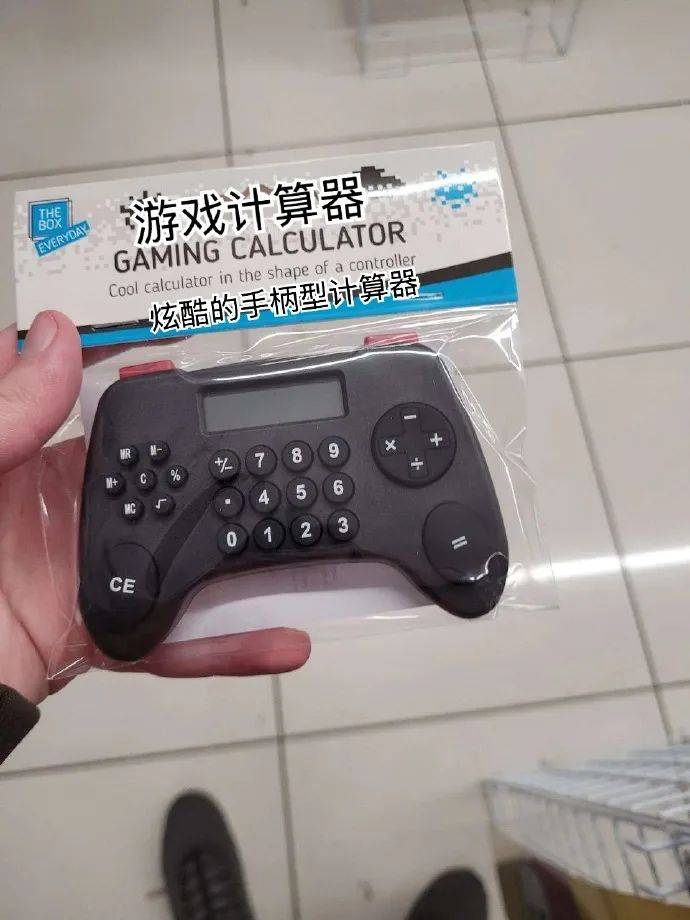 THE
BOX
EVERYDAY
游戏计算器
GAMING CALCULATOR
Cool calculator in the shape of a controller
炫酷的手柄型计算器
MR M-
M+ C %
MC √
+/- 7 8 9
· 4 5 6
0 1 2 3
−
× +
÷
CE
=